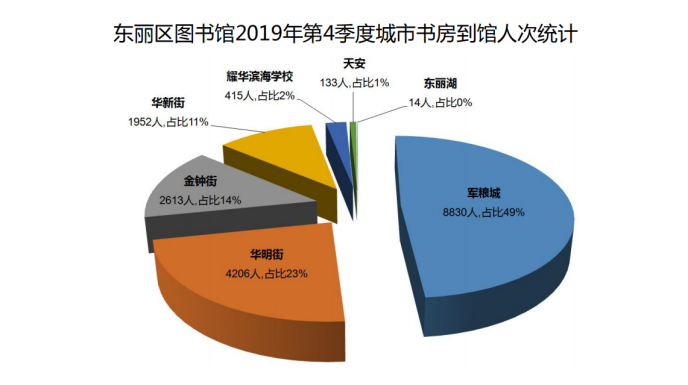 东丽区图书馆2019年第4季度城市书房到馆人次统计
天安
133人,占比1%
耀华滨海学校
415人,占比2%
东丽湖
14人,占比0%
华新街
1952人,占比11%
金钟街
2613人,占比14%
军粮城
8830人,占比49%
华明街
4206人,占比23%